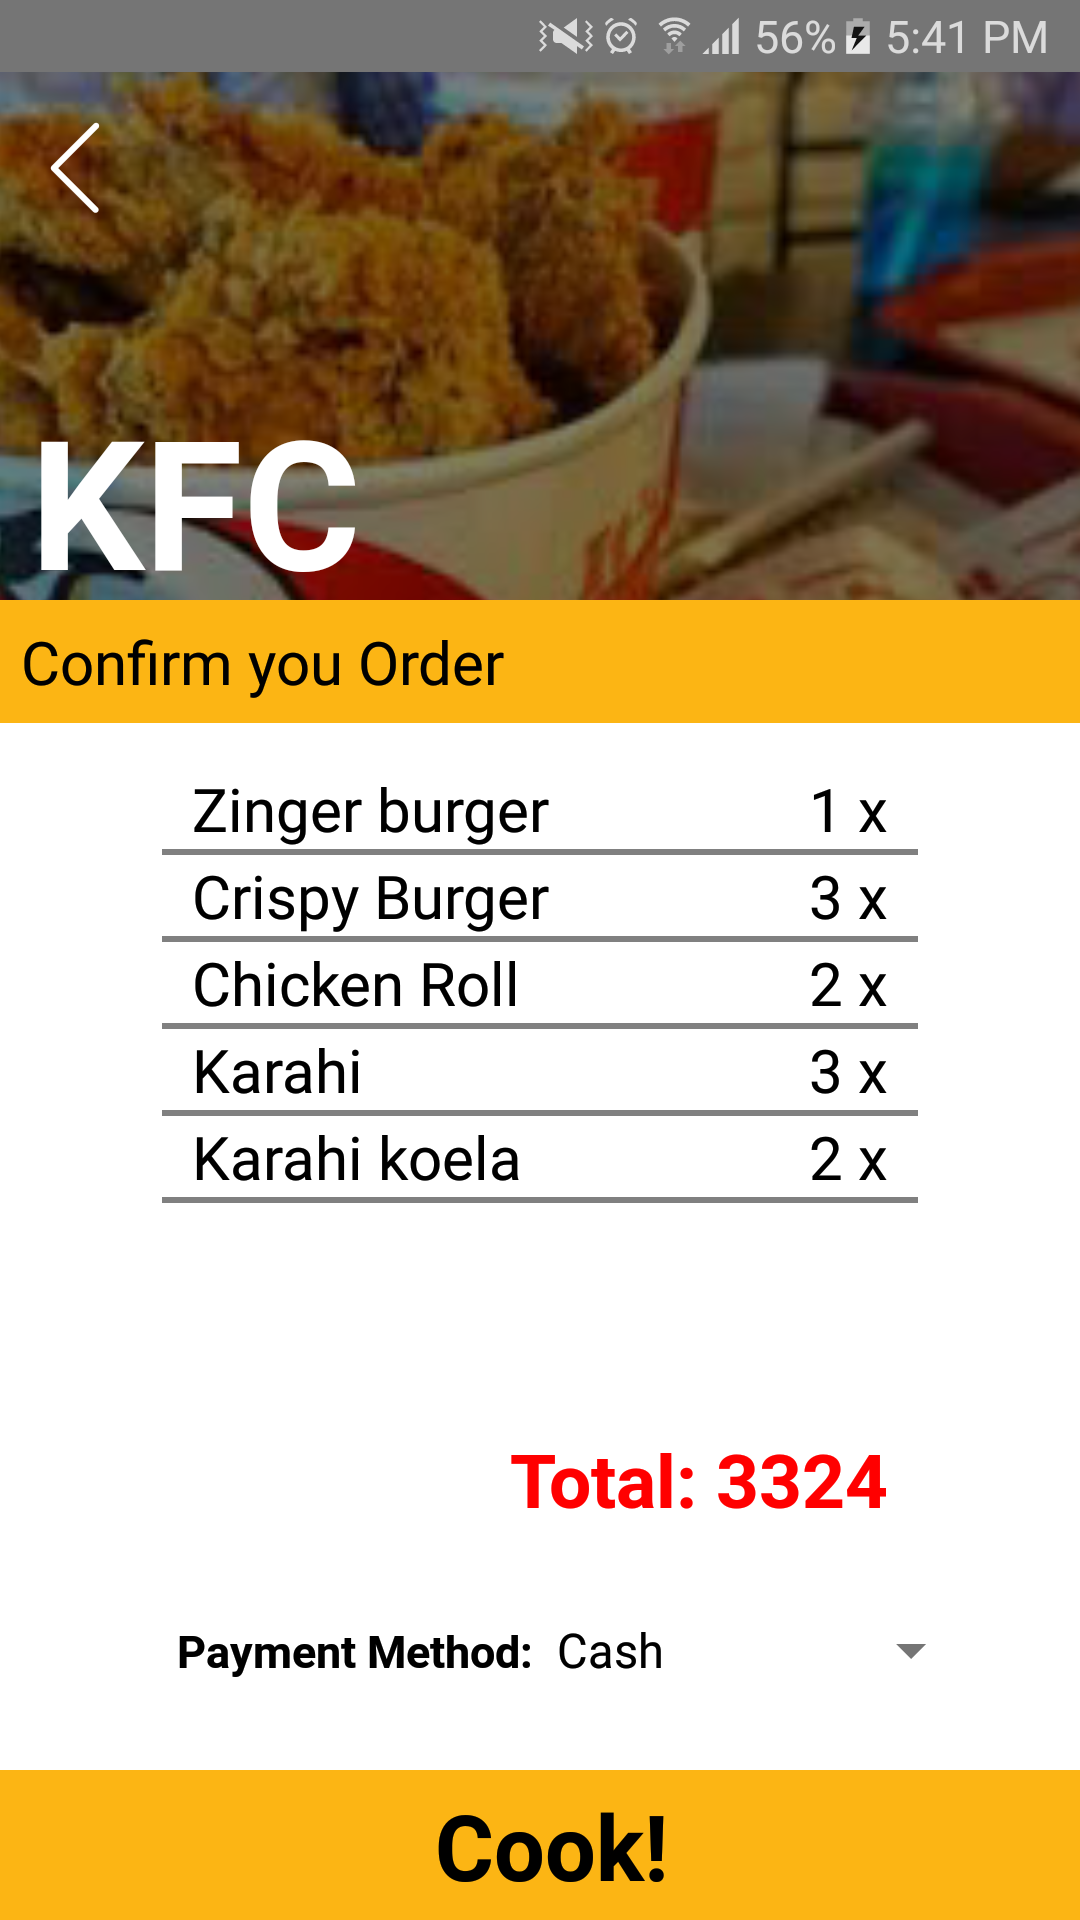 56% 5:41 PM
KFC
Confirm you Order
Zinger burger 1 x
Crispy Burger 3 x
Chicken Roll 2 x
Karahi 3 x
Karahi koela 2 x
Total: 3324
Payment Method: Cash
Cook!